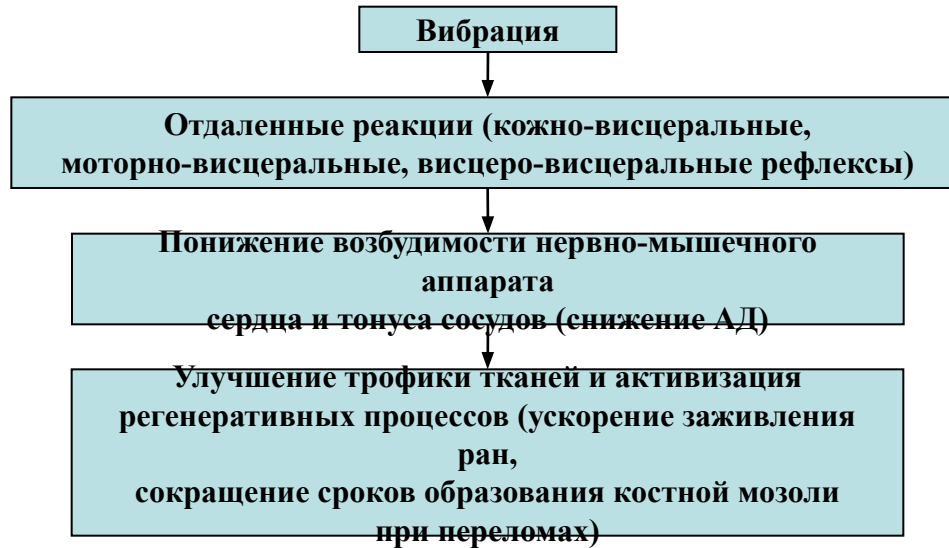 Вибрация
Отдаленные реакции (кожно-висцеральные,
моторно-висцеральные, висцеро-висцеральные рефлексы)
Понижение возбудимости нервно-мышечного
аппарата
сердца и тонуса сосудов (снижение АД)
Улучшение трофики тканей и активизация
регенеративных процессов (ускорение заживления
ран,
сокращение сроков образования костной мозоли
при переломах)